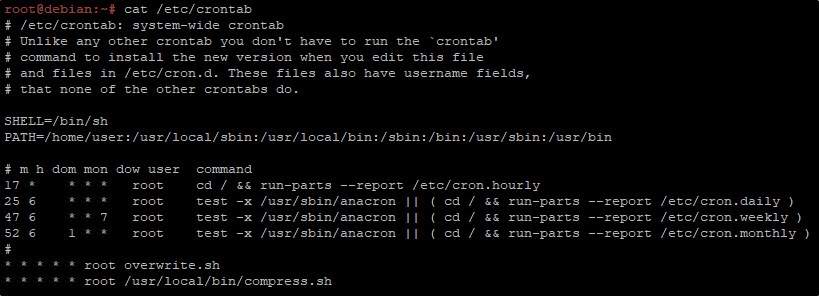 root@debian:~# cat /etc/crontab
# /etc/crontab: system-wide crontab
# Unlike any other crontab you don't have to run the `crontab'
# command to install the new version when you edit this file
# and files in /etc/cron.d. These files also have username fields,
# that none of the other crontabs do.

SHELL=/bin/sh
PATH=/home/user:/usr/local/sbin:/usr/local/bin:/sbin:/bin:/usr/sbin:/usr/bin

# m h dom mon dow user  command
17 *    * * *   root    cd / && run-parts --report /etc/cron.hourly
25 6    * * *   root    test -x /usr/sbin/anacron || ( cd / && run-parts --report /etc/cron.daily )
47 6    * * 7   root    test -x /usr/sbin/anacron || ( cd / && run-parts --report /etc/cron.weekly )
52 6    1 * *   root    test -x /usr/sbin/anacron || ( cd / && run-parts --report /etc/cron.monthly )
#
* * * * * root overwrite.sh
* * * * * root /usr/local/bin/compress.sh